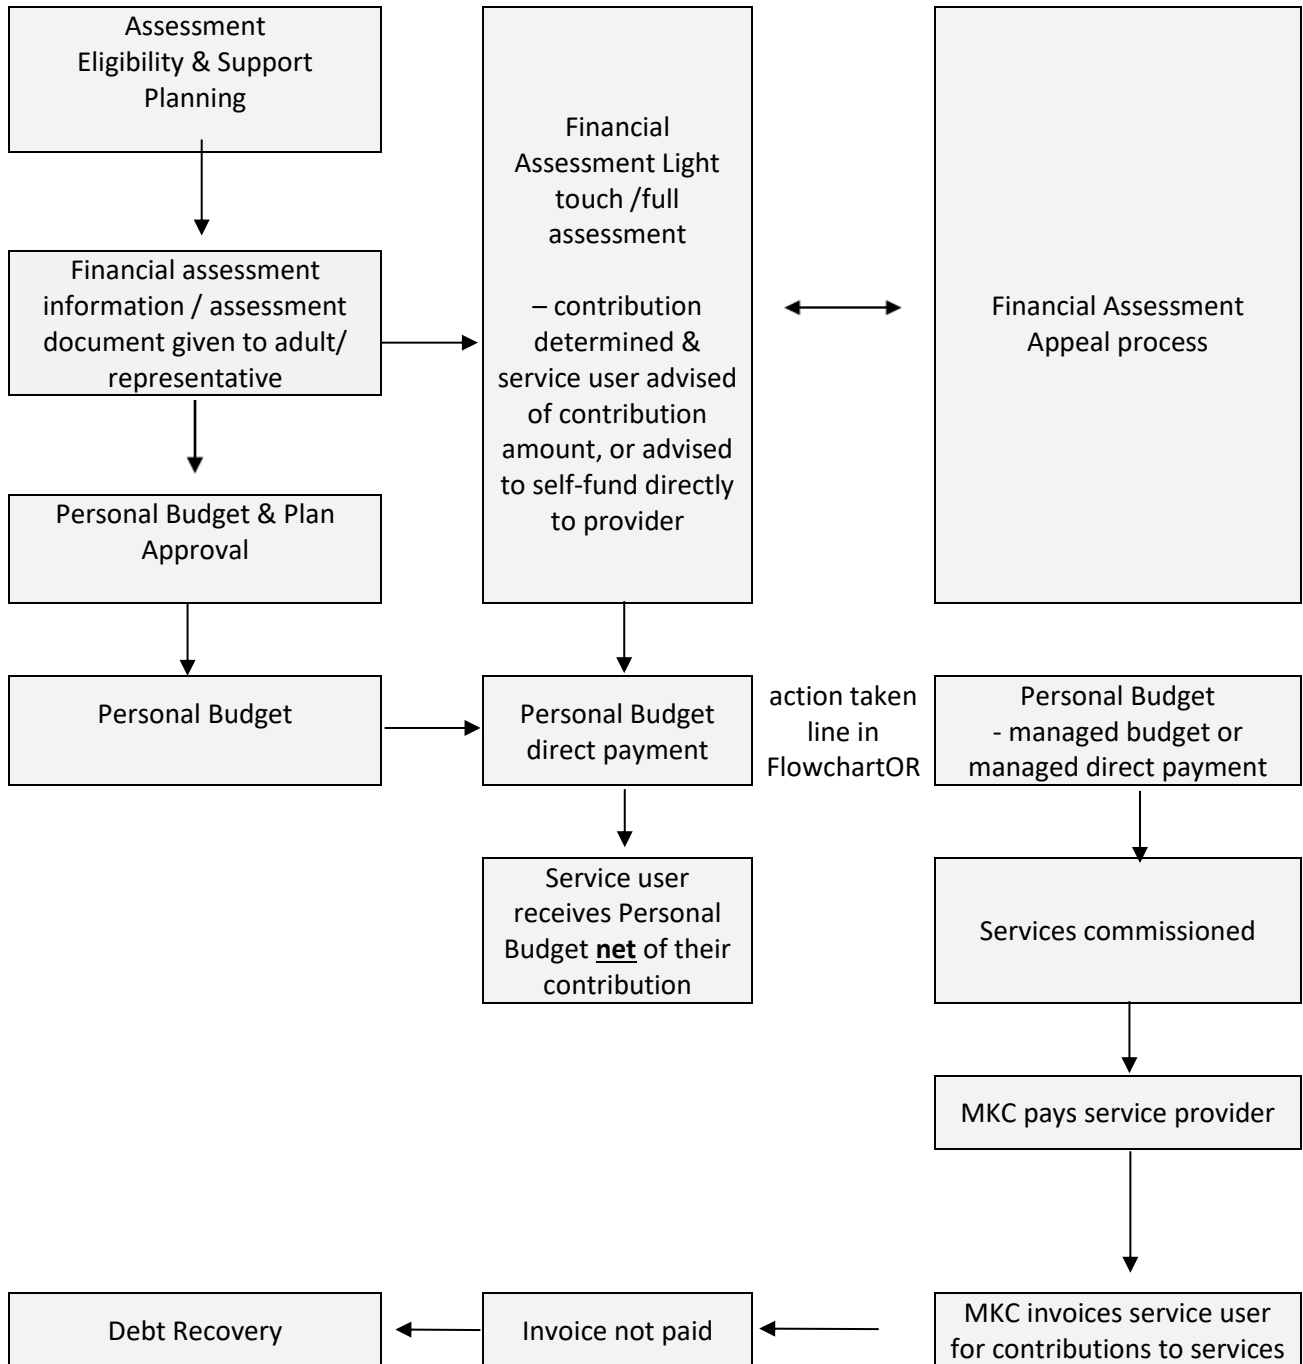 Assessment
Eligibility & Support
Planning
Financial
Assessment Light
touch /full
assessment
– contribution
determined &
service user advised
of contribution
amount, or advised
to self-fund directly
to provider
Financial Assessment
Appeal process
Financial assessment
information / assessment
document given to adult/
representative
Personal Budget & Plan
Approval
Personal Budget
Personal Budget
direct payment
action taken
line in
FlowchartOR
Personal Budget
- managed budget or
managed direct payment
Service user
receives Personal
Budget net of their
contribution
Services commissioned
MKC pays service provider
Debt Recovery
Invoice not paid
MKC invoices service user
for contributions to services